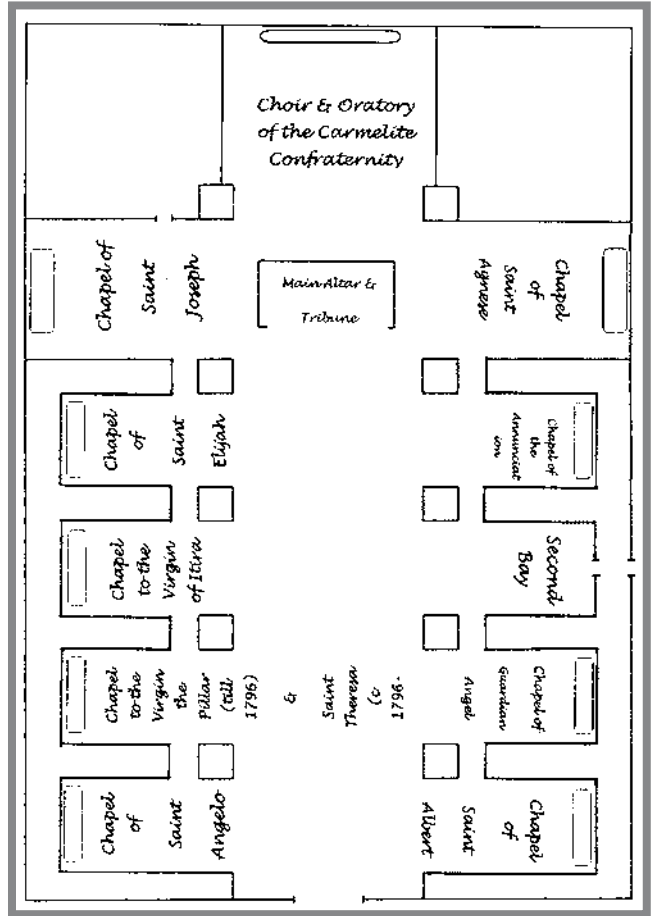 Choir & Oratory
of the Carmelite
Confraternity
Chapel of
Saint
Joseph
Main Altar &
Tribune
Chapel
of
Saint
Agnese
Chapel
of
Saint
Elijah
Chapel of
the
Annunciat
ion
Chapel
to the
Virgin
of Itira
Second
Bay
Chapel
to the
Virgin
the
Pillar
(till
1796)
&
Saint
Theresa
(c
1796-
Chapel of
Guardian
Angel
Chapel
of
Saint
Angelo
Chapel
of
Saint
Albert